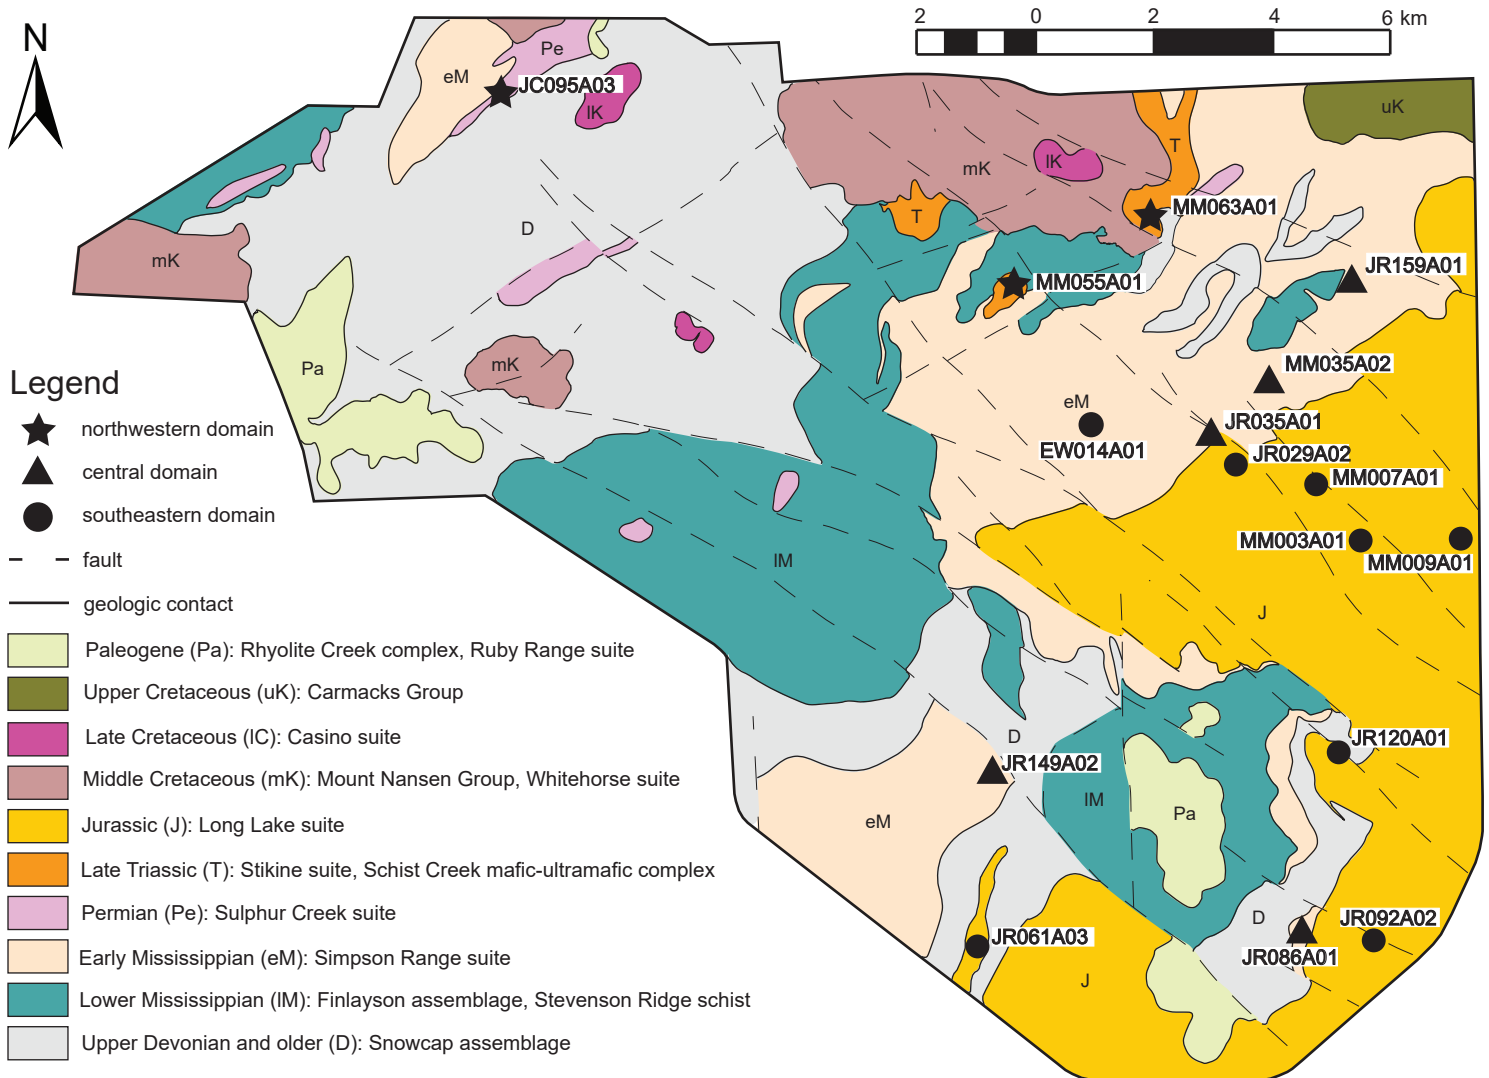 N
2 0 2 4 6 km
Pe
eM
JC095A03
lK
uK
T
mK
lK
D
T
MM063A01
mK
MM055A01
JR159A01
Pa
mK
MM035A02
eM
JR035A01
EW014A01
JR029A02
MM007A01
MM003A01
MM009A01
lM
J
D
JR120A01
JR149A02
lM
Pa
eM
D
JR092A02
JR061A03
JR086A01
J
Legend
northwestern domain
central domain
southeastern domain
fault
geologic contact
Paleogene (Pa): Rhyolite Creek complex, Ruby Range suite
Upper Cretaceous (uK): Carmacks Group
Late Cretaceous (lC): Casino suite
Middle Cretaceous (mK): Mount Nansen Group, Whitehorse suite
Jurassic (J): Long Lake suite
Late Triassic (T): Stikine suite, Schist Creek mafic-ultramafic complex
Permian (Pe): Sulphur Creek suite
Early Mississippian (eM): Simpson Range suite
Lower Mississippian (lM): Finlayson assemblage, Stevenson Ridge schist
Upper Devonian and older (D): Snowcap assemblage